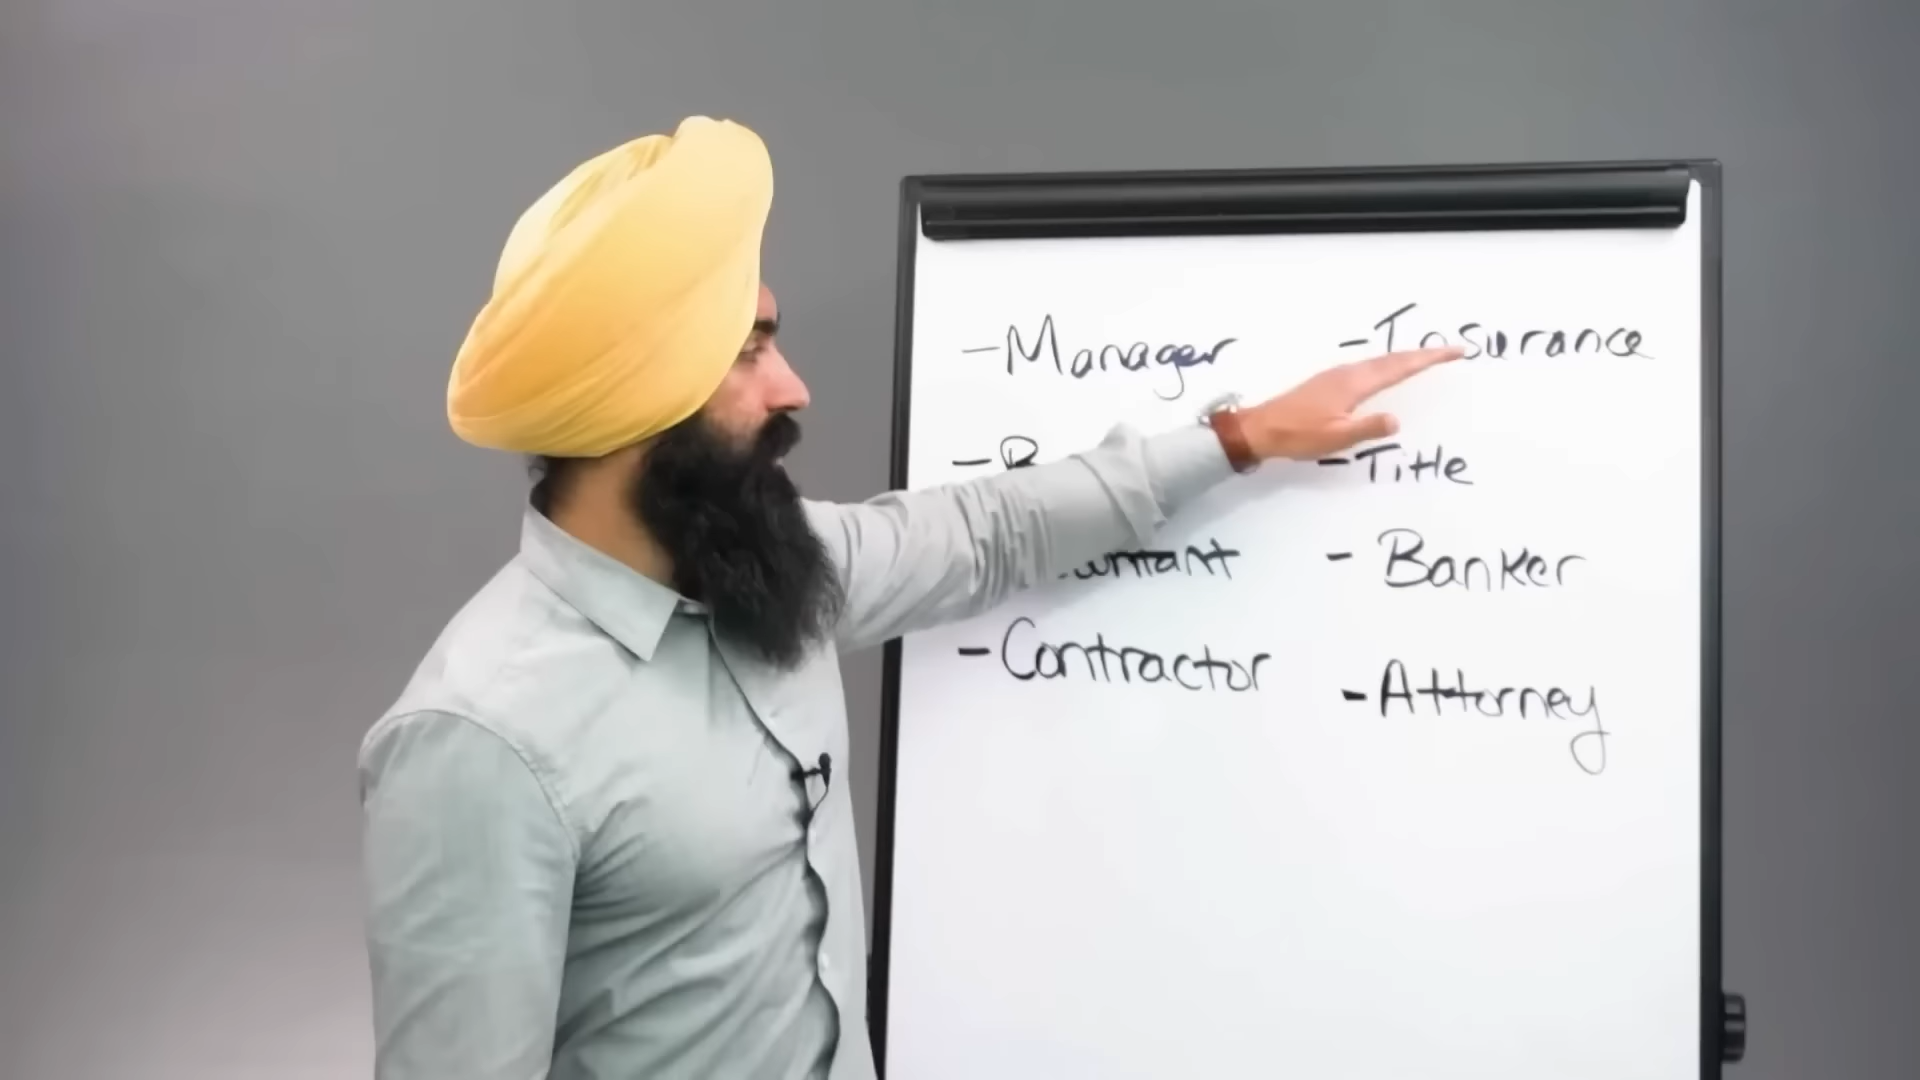 - Manager
-
- Contractor
- Insurance
- Title
- Banker
- Attorney